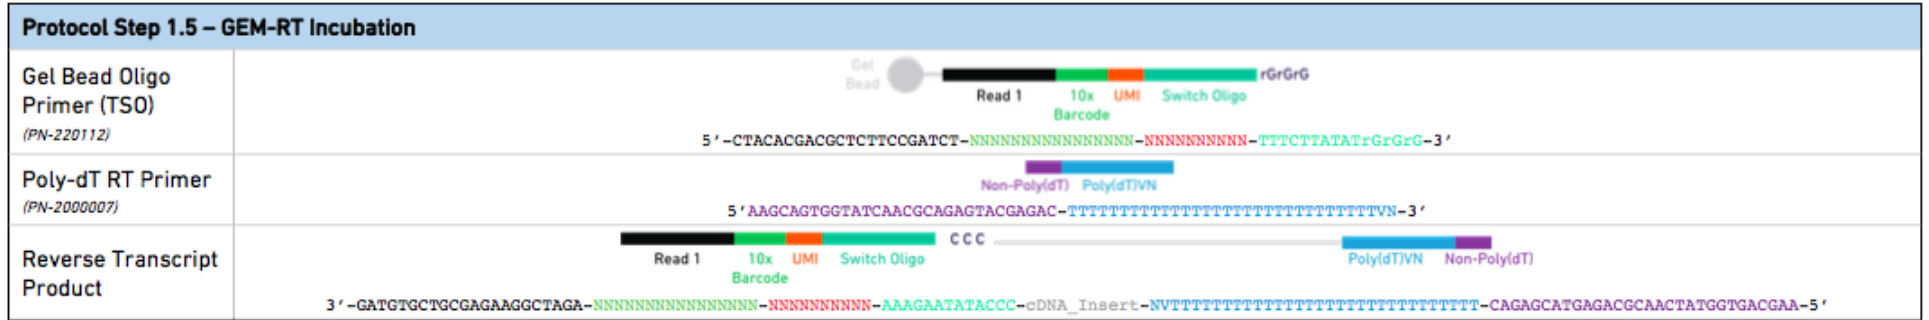 Protocol Step 1.5 – GEM-RT Incubation
Gel Bead Oligo
Primer (TSO)
(PN-220112)
Gel
Bead
rGrGrG
Read 1
10x
Barcode
UMI
Switch Oligo
5′-CTACACGACGCTCTTCCGATCT-NNNNNNNNNNNNNNNN-NNNNNNNNNN-TTTCTTATATrGrGrG-3′
Poly-dT RT Primer
(PN-2000007)
Non-Poly(dT)
Poly(dT)VN
5′AAGCAGTGGTATCAACGCAGAGTACGAGAC-TTTTTTTTTTTTTTTTTTTTTTTTTTTTTTVN-3′
Reverse Transcript
Product
CCC
Read 1
10x
Barcode
UMI
Switch Oligo
Poly(dT)VN
Non-Poly(dT)
3′-GATGTGCTGCGAGAAGGCTAGA-NNNNNNNNNNNNNNNN-NNNNNNNNNN-AAAGAATATACCC-cDNA_Insert-NVTTTTTTTTTTTTTTTTTTTTTTTTTTTTTT-CAGAGCATGAGACGCAACTATGGTGACGAA-5′